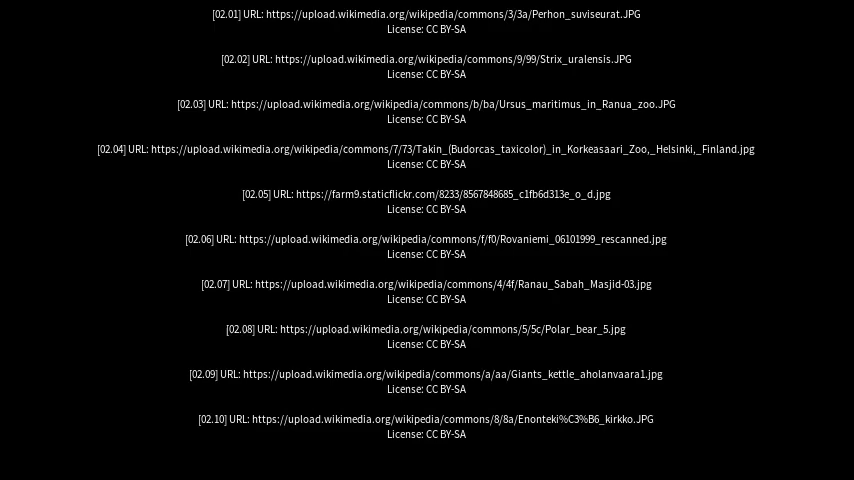 [02.01] URL: https://upload.wikimedia.org/wikipedia/commons/3/3a/Perhon_suviseurat.JPG
License: CC BY-SA
[02.02] URL: https://upload.wikimedia.org/wikipedia/commons/9/99/Strix_uralensis.JPG
License: CC BY-SA
[02.03] URL: https://upload.wikimedia.org/wikipedia/commons/b/ba/Ursus_maritimus_in_Ranua_zoo.JPG
License: CC BY-SA
[02.04] URL: https://upload.wikimedia.org/wikipedia/commons/7/73/Takin_(Budorcas_taxicolor)_in_Korkeasaari_Zoo,_Helsinki,_Finland.jpg
License: CC BY-SA
[02.05] URL: https://farm9.staticflickr.com/8233/8567848685_c1fb6d313e_o_d.jpg
License: CC BY-SA
[02.06] URL: https://upload.wikimedia.org/wikipedia/commons/f/f0/Rovaniemi_06101999_rescanned.jpg
License: CC BY-SA
[02.07] URL: https://upload.wikimedia.org/wikipedia/commons/4/4f/Ranau_Sabah_Masjid-03.jpg
License: CC BY-SA
[02.08] URL: https://upload.wikimedia.org/wikipedia/commons/5/5c/Polar_bear_5.jpg
License: CC BY-SA
[02.09] URL: https://upload.wikimedia.org/wikipedia/commons/a/aa/Giants_kettle_aholanvaara1.jpg
License: CC BY-SA
[02.10] URL: https://upload.wikimedia.org/wikipedia/commons/8/8a/Enonteki%C3%B6_kirkko.JPG
License: CC BY-SA